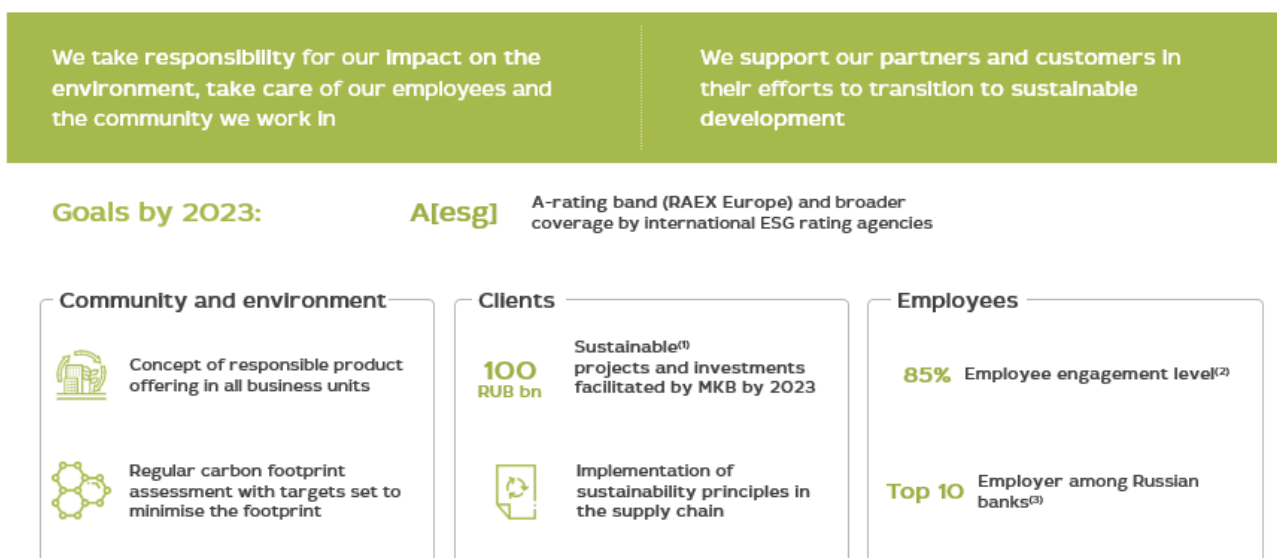 We take responsibility for our impact on the
environment, take care of our employees and
the community we work in
We support our partners and customers in
their efforts to transition to sustainable
development
Goals by 2023:
A[esg]
A-rating band (RAEX Europe) and broader
coverage by international ESG rating agencies
Community and environment
Concept of responsible product
offering in all business units
Regular carbon footprint
assessment with targets set to
minimise the footprint
Clients
100
RUB bn
Sustainable(1)
projects and investments
facilitated by MKB by 2023
Implementation of
sustainability principles in
the supply chain
Employees
85% Employee engagement level(2)
Top 10
Employer among Russian
banks(3)